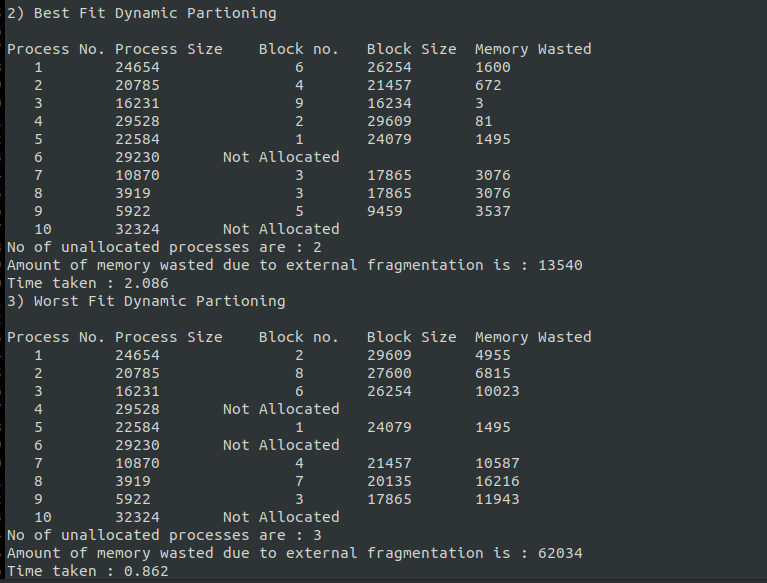 2) Best Fit Dynamic Partioning
Process No. Process Size    Block no.   Block Size  Memory Wasted
1        24654               6       26254       1600
2        20785               4       21457       672
3        16231               9       16234       3
4        29528               2       29609       81
5        22584               1       24079       1495
6        29230       Not Allocated
7        10870               3       17865       3076
8        3919                3       17865       3076
9        5922                5       9459        3537
10       32324       Not Allocated
No of unallocated processes are : 2
Amount of memory wasted due to external fragmentation is : 13540
Time taken : 2.086
3) Worst Fit Dynamic Partioning
Process No. Process Size    Block no.   Block Size  Memory Wasted
1        24654               2       29609       4955
2        20785               8       27600       6815
3        16231               6       26254       10023
4        29528       Not Allocated
5        22584               1       24079       1495
6        29230       Not Allocated
7        10870               4       21457       10587
8        3919                7       20135       16216
9        5922                3       17865       11943
10       32324       Not Allocated
No of unallocated processes are : 3
Amount of memory wasted due to external fragmentation is : 62034
Time taken : 0.862